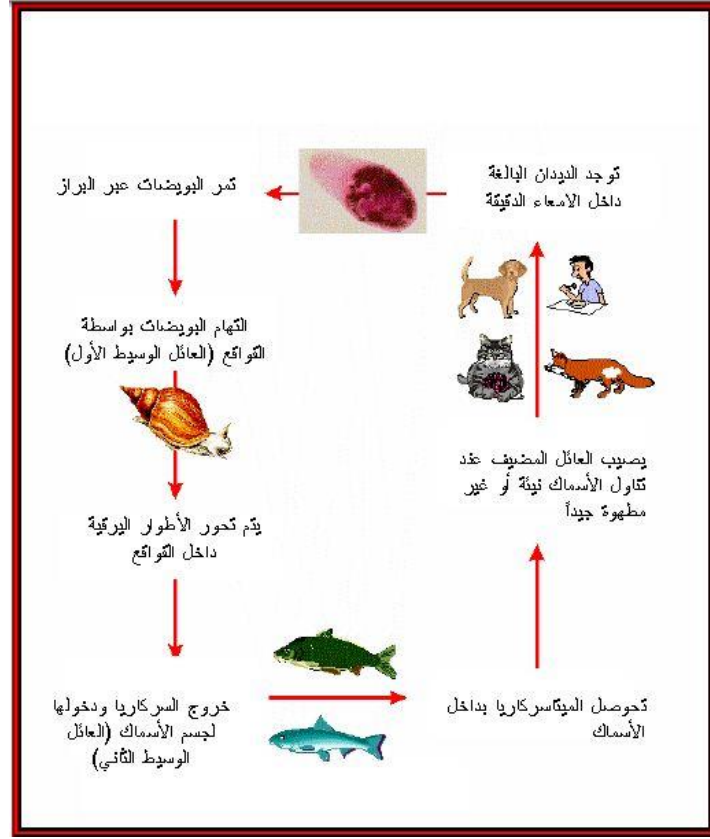 توجد الديدان البالغة
داخل الامعاء الدقيقة
تمر البويضات عبر البراز
التهام البويضات بواسطة
القواقع (العائل الوسيط الأول)
يتم تحور الأطوار اليرقية
داخل القواقع
خروج السركاريا ودخولها
لجسم الأسماك (العائل
الوسيط الثاني)
تحوصل الميتاسركاريا بداخل
الأسماك
يصيب العائل المضيف عند
تناول الأسماك نيئة أو غير
مطهوة جيداً